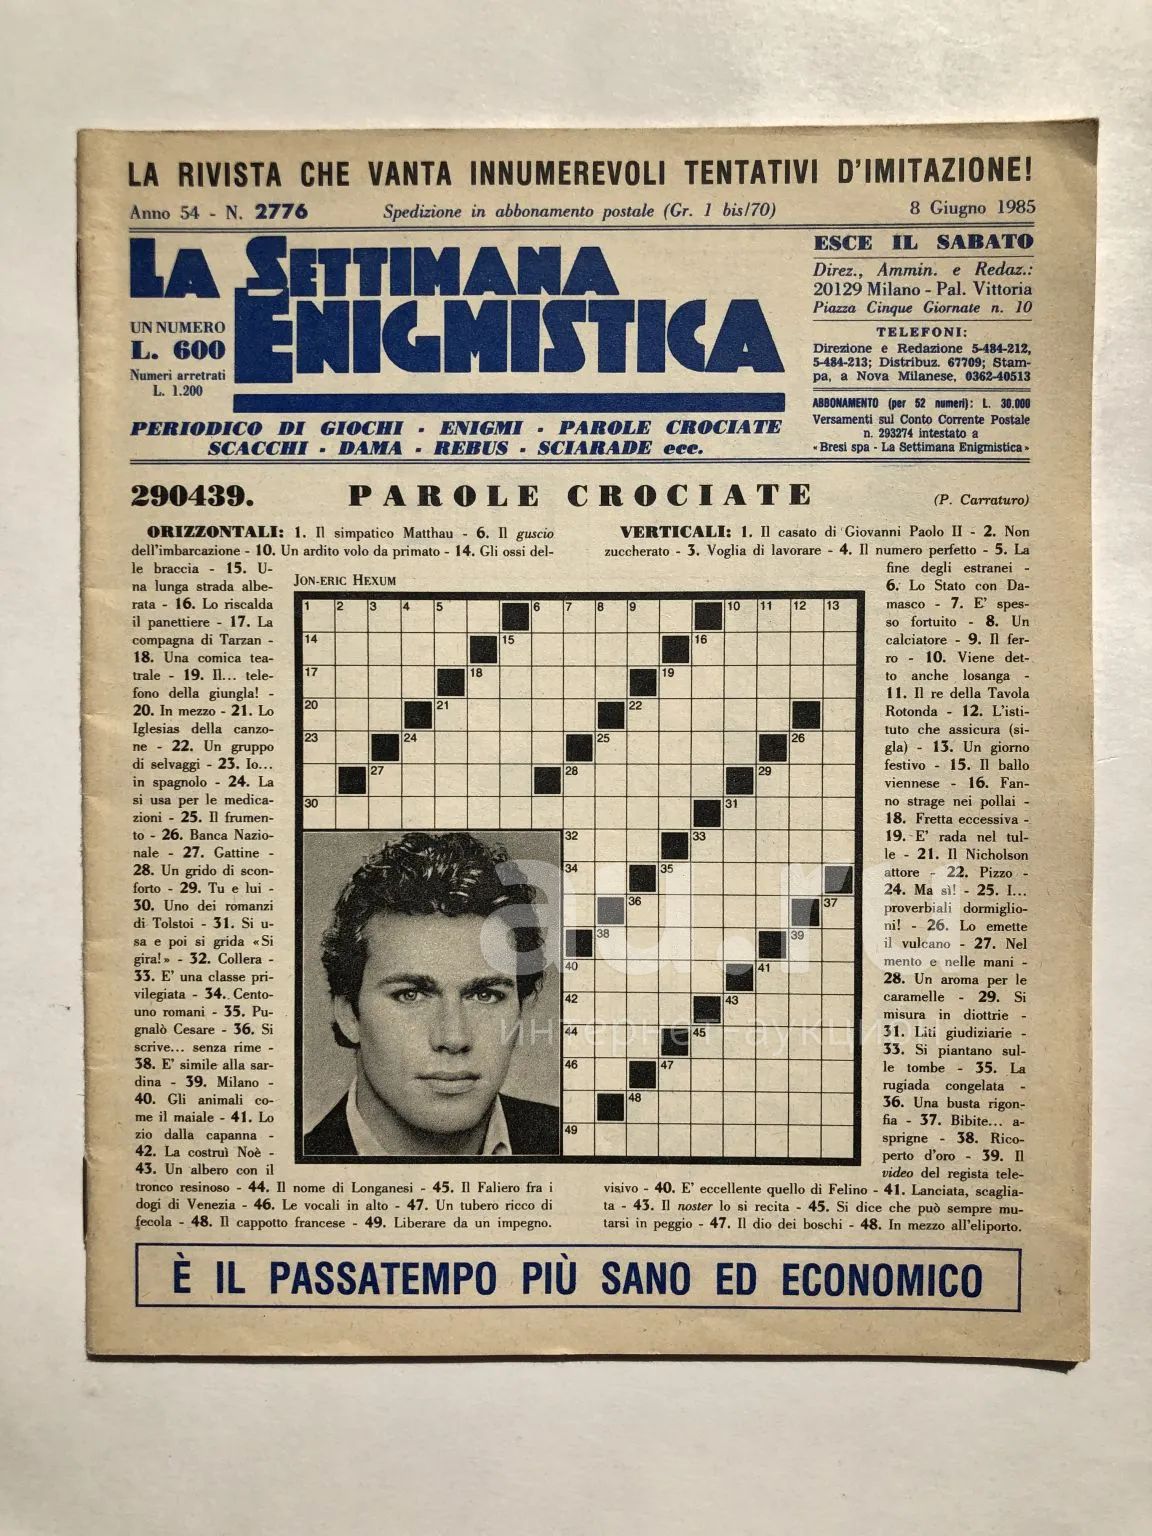 LA RIVISTA CHE VANTA INNUMEREVOLI TENTATIVI D'IMITAZIONE!
Anno 54 - N. 2776
Spedizione in abbonamento postale (Gr. 1 bis/70)
8 Giugno 1985
LA SETTIMANA
ENIGMISTICA
UN NUMERO
L. 600
Numeri arretrati
L. 1.200
PERIODICO DI GIOCHI - ENIGMI - PAROLE CROCIATE
SCACCHI - DAMA - REBUS - SCIARADE ecc.
ESCE IL SABATO
Direz., Ammin. e Redaz.:
20129 Milano - Pal. Vittoria
Piazza Cinque Giornate n. 10
TELEFONI:
Direzione e Redazione 5-484-212,
5-484-213; Distribuz. 67709; Stam-
pa, a Nova Milanese, 0362-40513
ABBONAMENTO (per 52 numeri): L. 30.000
Versamenti sul Conto Corrente Postale
n. 293274 intestato a
«Bresi spa - La Settimana Enigmistica»
290439. PAROLE CROCIATE (P. Carraturo)
ORIZZONTALI: 1. Il simpatico Matthau - 6. Il guscio
dell'imbarcazione - 10. Un ardito volo da primato - 14. Gli ossi del-
le braccia - 15. U-
na lunga strada albe-
rata - 16. Lo riscalda
il panettiere - 17. La
compagna di Tarzan -
18. Una comica tea-
trale - 19. Il... tele-
fono della giungla! -
20. In mezzo - 21. Lo
Iglesias della canzo-
ne - 22. Un gruppo
di selvaggi - 23. Io...
in spagnolo - 24. La
si usa per le medica-
zioni - 25. Il frumen-
to - 26. Banca Nazio-
nale - 27. Gattine -
28. Un grido di scon-
forto - 29. Tu e lui -
30. Uno dei romanzi
di Tolstoi - 31. Si u-
sa e poi si grida «Si
gira!» - 32. Collera -
33. E' una classe pri-
vilegiata - 34. Cento-
uno romani - 35. Pu-
gnalò Cesare - 36. Si
scrive... senza rime -
38. E' simile alla sar-
dina - 39. Milano -
40. Gli animali co-
me il maiale - 41. Lo
zio dalla capanna -
42. La costruì Noè -
43. Un albero con il
tronco resinoso - 44. Il nome di Longanesi - 45. Il Faliero fra i
dogi di Venezia - 46. Le vocali in alto - 47. Un tubero ricco di
fecola - 48. Il cappotto francese - 49. Liberare da un impegno.
VERTICALI: 1. Il casato di Giovanni Paolo II - 2. Non
zuccherato - 3. Voglia di lavorare - 4. Il numero perfetto - 5. La
fine degli estranei -
6. Lo Stato con Da-
masco - 7. E' spes-
so fortuito - 8. Un
calciatore - 9. Il fer-
ro - 10. Viene det-
to anche losanga -
11. Il re della Tavola
Rotonda - 12. L'isti-
tuto che assicura (si-
gla) - 13. Un giorno
festivo - 15. Il ballo
viennese - 16. Fan-
no strage nei pollai -
18. Fretta eccessiva -
19. E' rada nel tul-
le - 21. Il Nicholson
attore - 22. Pizzo -
24. Ma sì! - 25. I...
proverbiali dormiglio-
ni! - 26. Lo emette
il vulcano - 27. Nel
mento e nelle mani -
28. Un aroma per le
caramelle - 29. Si
misura in diottrie -
31. Liti giudiziarie -
33. Si piantano sul-
le tombe - 35. La
rugiada congelata -
36. Una busta rigon-
fia - 37. Bibite... a-
sprigne - 38. Rico-
perto d'oro - 39. Il
video del regista tele-
visivo - 40. E' eccellente quello di Felino - 41. Lanciata, scaglia-
ta - 43. Il noster lo si recita - 45. Si dice che può sempre mu-
tarsi in peggio - 47. Il dio dei boschi - 48. In mezzo all'eliporto.
JON-ERIC HEXUM
1 2 3 4 5 6 7 8 9 10 11 12 13
14 15 16
17 18 19
20 21 22
23 24 25 26
27 28 29
30 31
32 33
34 35
36 37
38 39
40 41
42 43
44 45
46 47
48
49
au.ru
интернет аукцион
È IL PASSATEMPO PIÙ SANO ED ECONOMICO